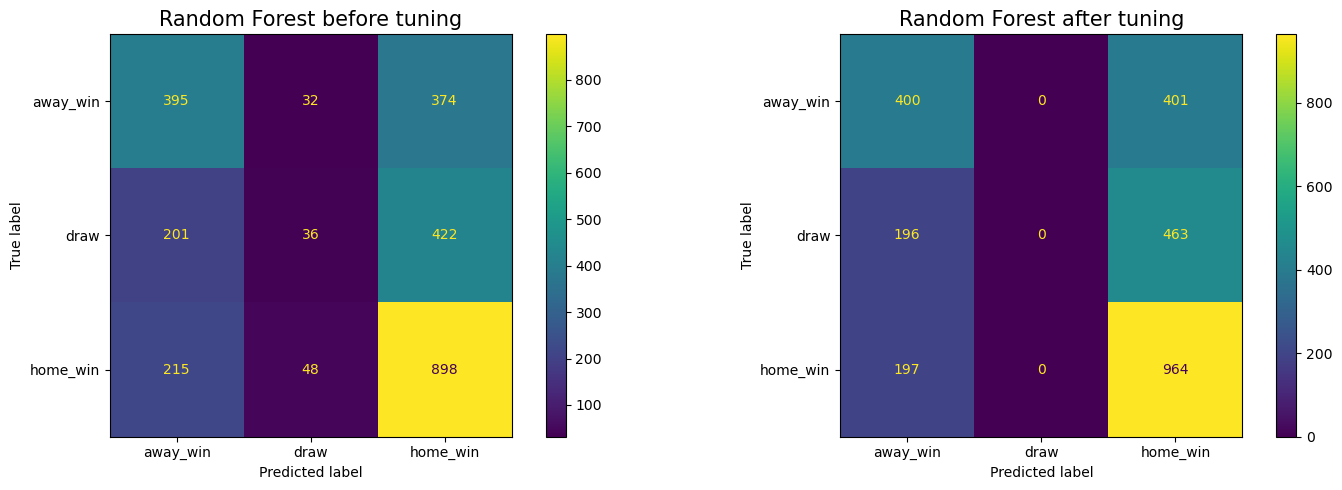 Random Forest before tuning
True label
away_win 395 32 374
draw 201 36 422
home_win 215 48 898
away_win draw home_win
Predicted label
800
700
600
500
400
300
200
100
Random Forest after tuning
True label
away_win 400 0 401
draw 196 0 463
home_win 197 0 964
away_win draw home_win
Predicted label
800
600
400
200
0